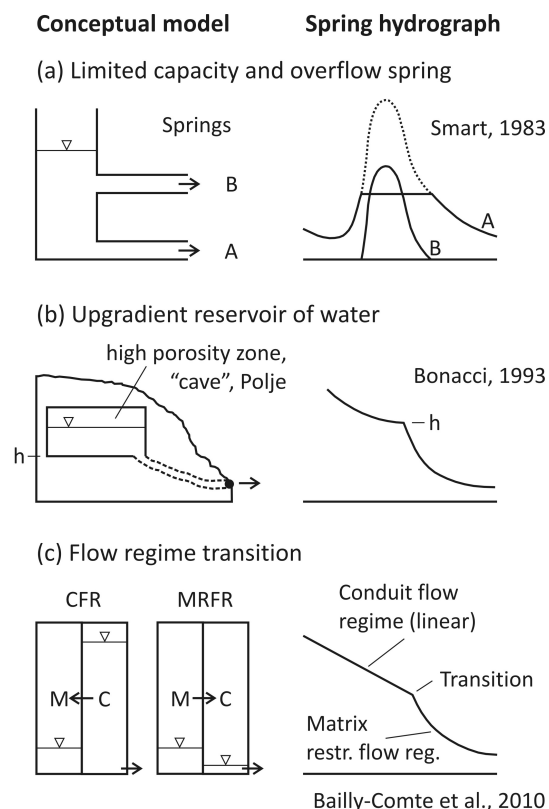 Conceptual model
Spring hydrograph
(a) Limited capacity and overflow spring
Springs
Smart, 1983
B
A
A
B
(b) Upgradient reservoir of water
high porosity zone,
"cave", Polje
Bonacci, 1993
h
h
(c) Flow regime transition
CFR
MRFR
Conduit flow
regime (linear)
M
C
M
C
Transition
Matrix
restr. flow reg.
Bailly-Comte et al., 2010